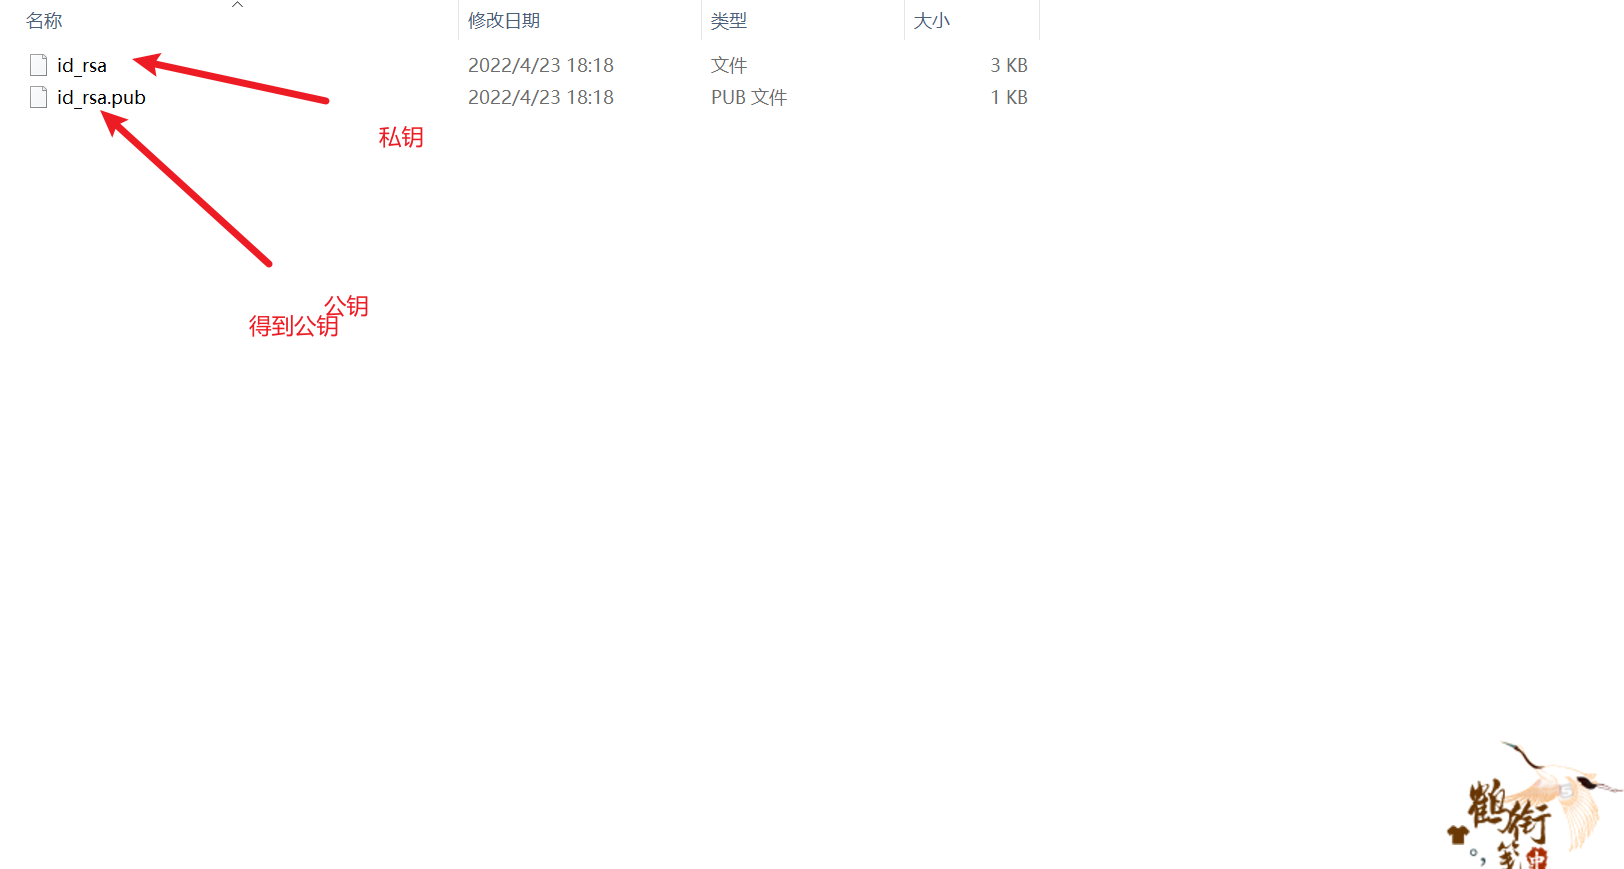 名称 修改日期 类型 大小
id_rsa 2022/4/23 18:18 文件 3 KB
id_rsa.pub 2022/4/23 18:18 PUB 文件 1 KB
私钥
公钥
得到公钥
鹤衔笺
中
。,